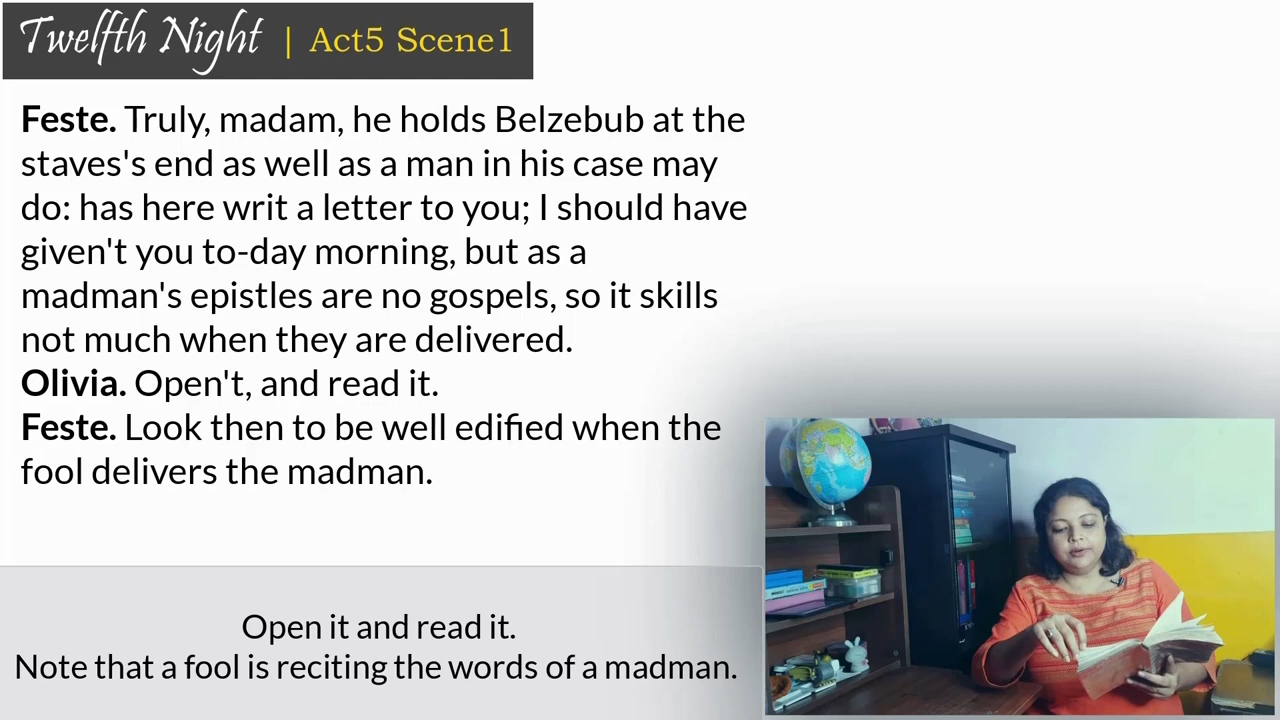 Twelfth Night | Act5 Scene1
Feste. Truly, madam, he holds Belzebub at the
staves's end as well as a man in his case may
do: has here writ a letter to you; I should have
given't you to-day morning, but as a
madman's epistles are no gospels, so it skills
not much when they are delivered.
Olivia. Open't, and read it.
Feste. Look then to be well edified when the
fool delivers the madman.
Open it and read it.
Note that a fool is reciting the words of a madman.